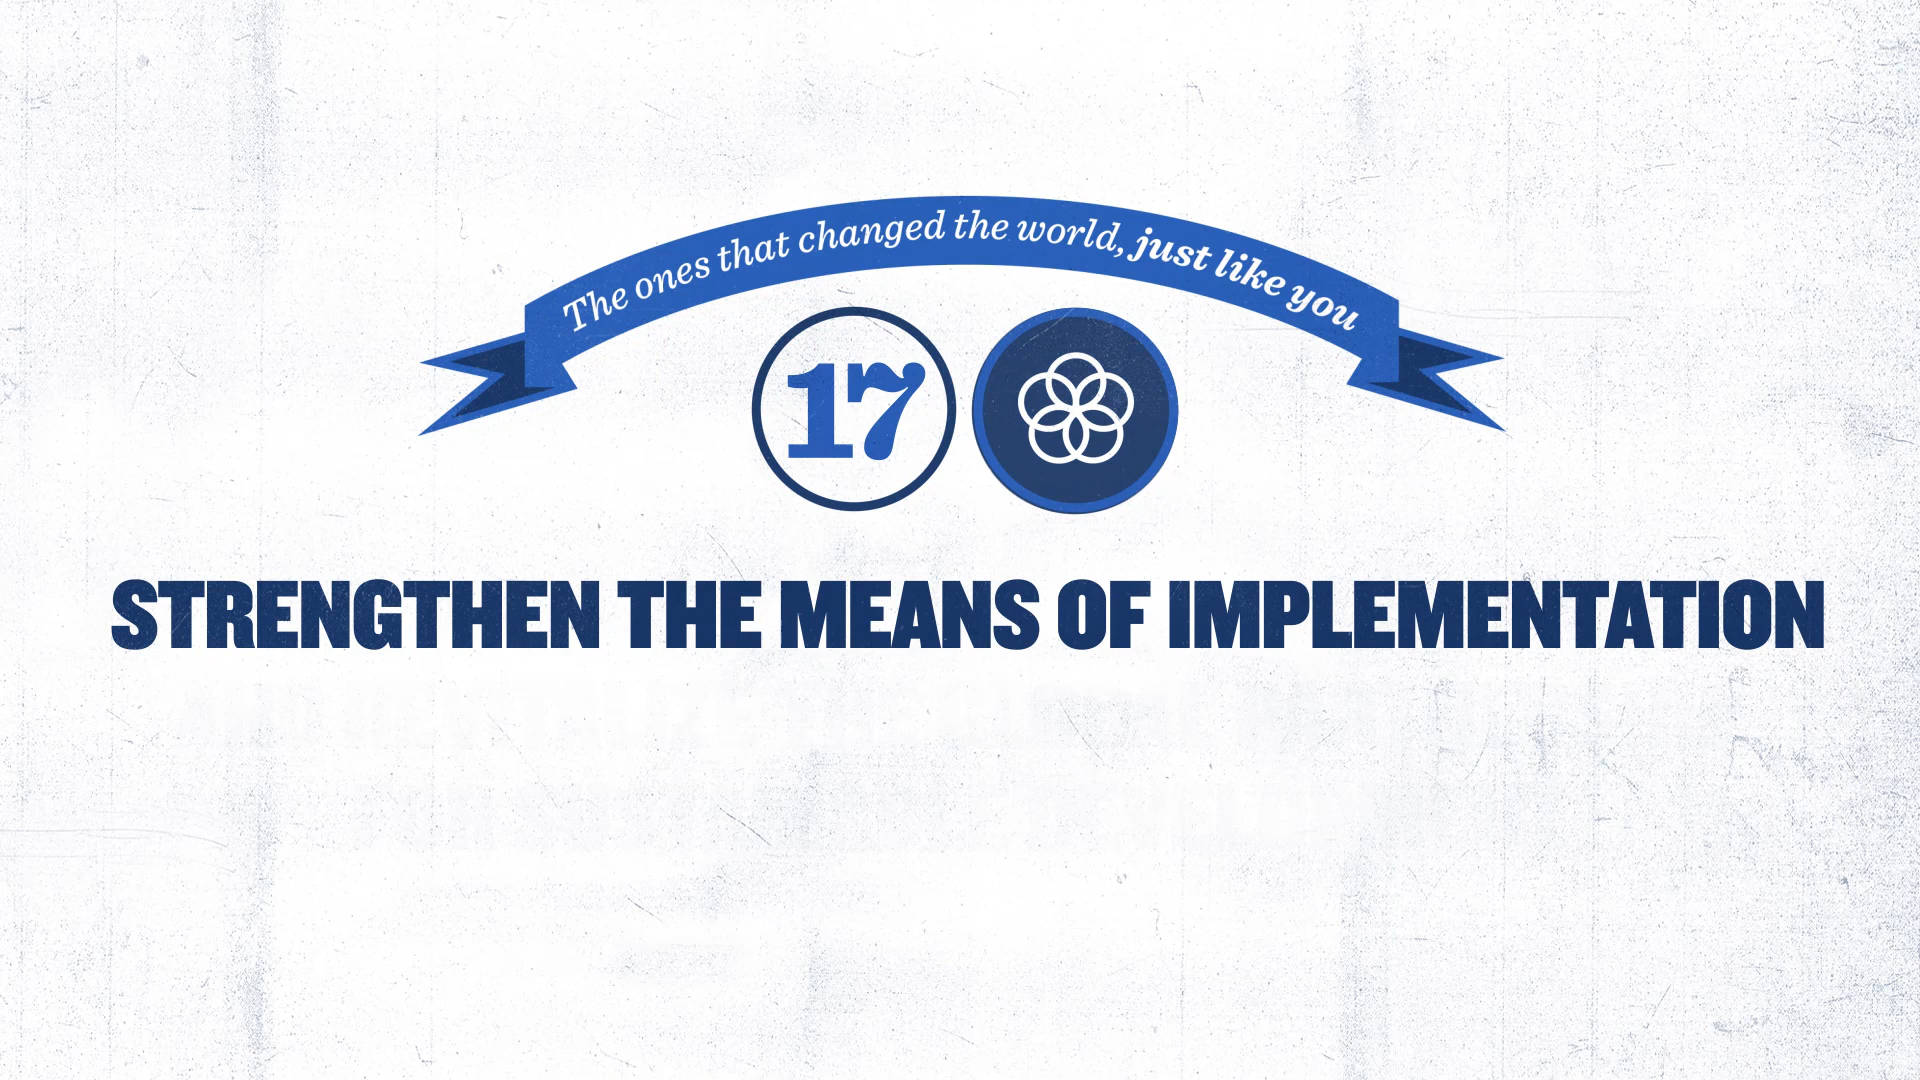 The ones that changed the world, just like you
17
STRENGTHEN THE MEANS OF IMPLEMENTATION